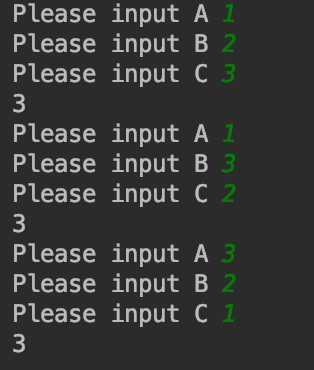 Please input A 1
Please input B 2
Please input C 3
3
Please input A 1
Please input B 3
Please input C 2
3
Please input A 3
Please input B 2
Please input C 1
3